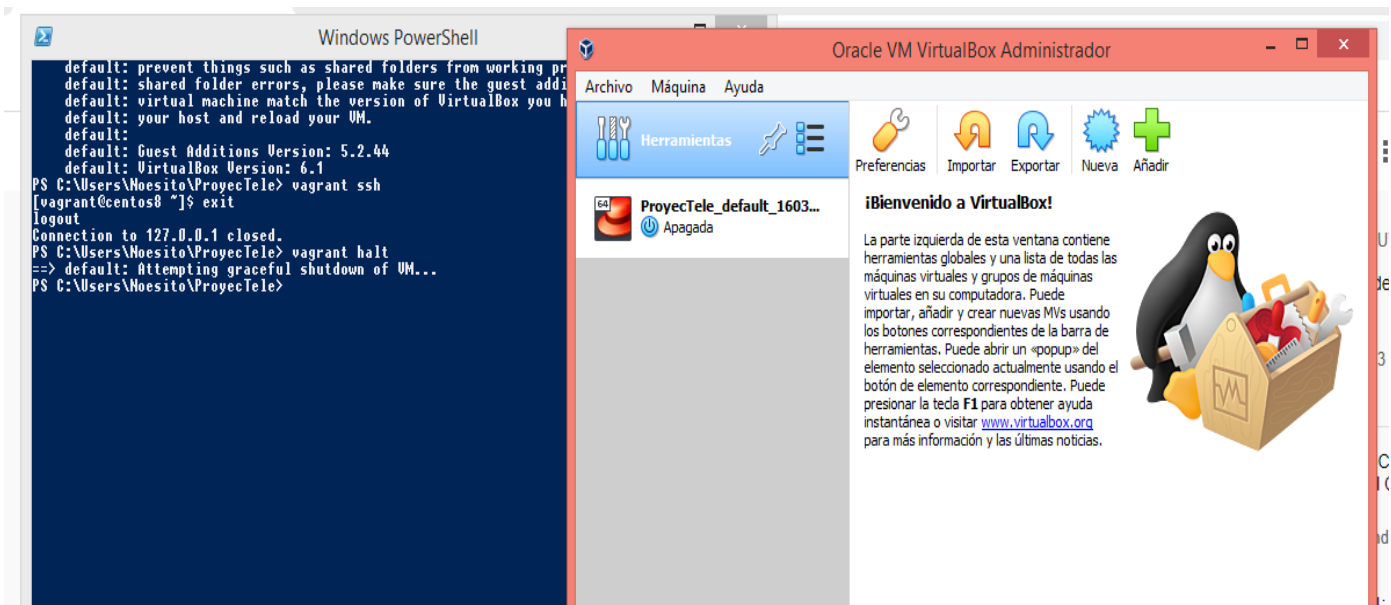 Windows PowerShell
default: prevent things such as shared folders from working pr
default: shared folder errors, please make sure the guest addi
default: virtual machine match the version of VirtualBox you h
default: your host and reload your VM.
default:
default: Guest Additions Version: 5.2.44
default: VirtualBox Version: 6.1
PS C:\Users\Noesito\ProyecTele> vagrant ssh
[vagrant@centos8 ~]$ exit
logout
Connection to 127.0.0.1 closed.
PS C:\Users\Noesito\ProyecTele> vagrant halt
==> default: Attempting graceful shutdown of VM...
PS C:\Users\Noesito\ProyecTele>
Oracle VM VirtualBox Administrador
Archivo Máquina Ayuda
Herramientas
Preferencias Importar Exportar Nueva Añadir
64
ProyecTele_default_1603...
Apagada
¡Bienvenido a VirtualBox!
La parte izquierda de esta ventana contiene
herramientas globales y una lista de todas las
máquinas virtuales y grupos de máquinas
virtuales en su computadora. Puede
importar, añadir y crear nuevas MVs usando
los botones correspondientes de la barra de
herramientas. Puede abrir un «popup» del
elemento seleccionado actualmente usando el
botón de elemento correspondiente. Puede
presionar la tecla F1 para obtener ayuda
instantánea o visitar www.virtualbox.org
para más información y las últimas noticias.